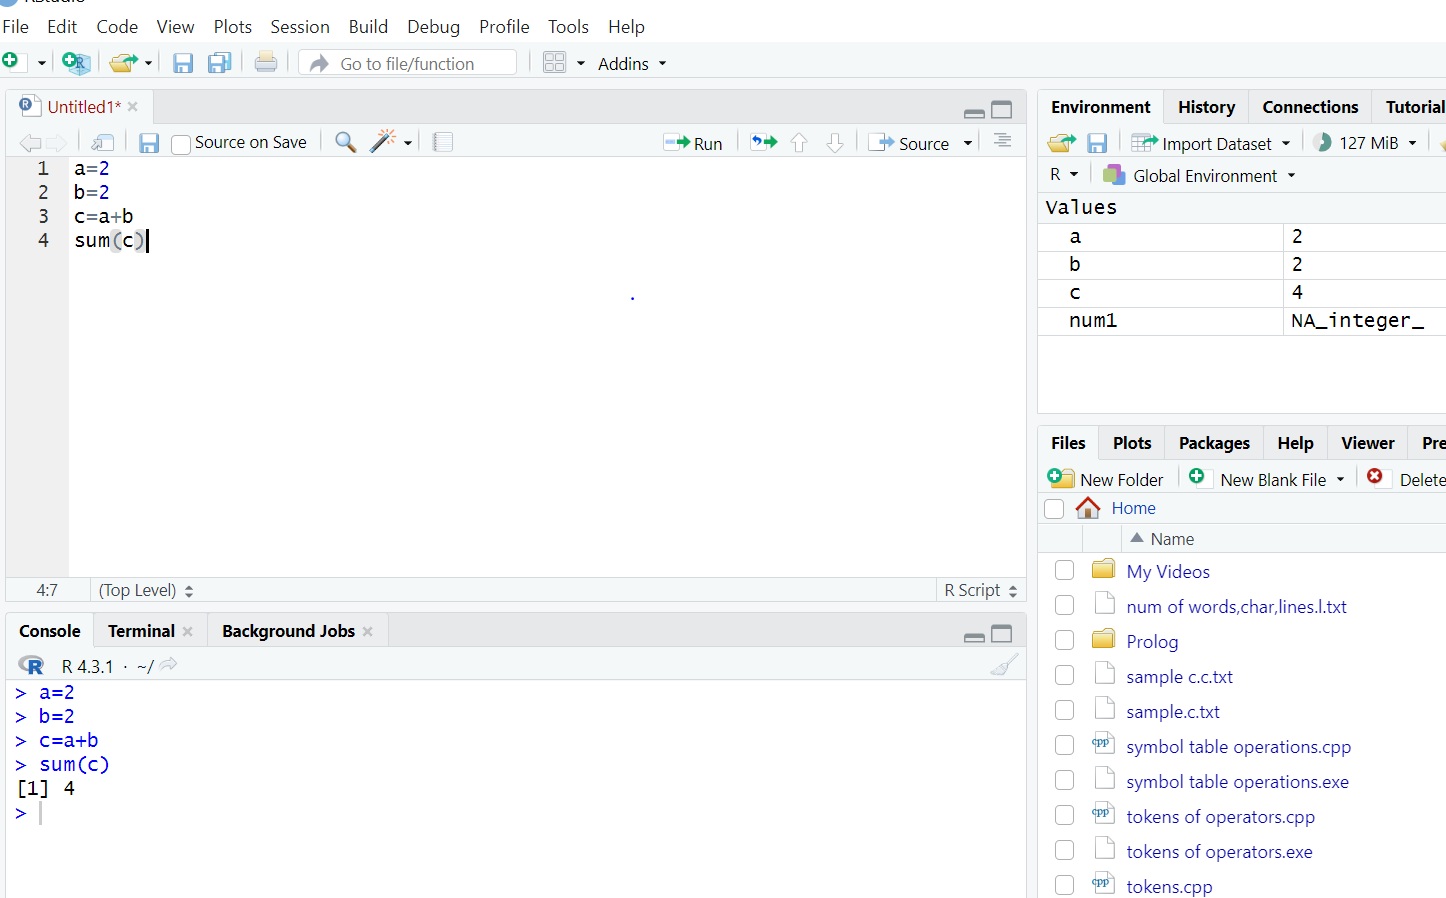 File Edit Code View Plots Session Build Debug Profile Tools Help
Go to file/function Addins
Untitled1*
Source on Save Run Source
1 a=2
2 b=2
3 c=a+b
4 sum(c)
4:7 (Top Level) R Script
Console Terminal Background Jobs
R 4.3.1 · ~/
> a=2
> b=2
> c=a+b
> sum(c)
[1] 4
>
Environment History Connections Tutorial
Import Dataset 127 MiB
R Global Environment
Values
a 2
b 2
c 4
num1 NA_integer_
Files Plots Packages Help Viewer
New Folder New Blank File Delete
Home
Name
My Videos
num of words,char,lines.l.txt
Prolog
sample c.c.txt
sample.c.txt
cpp symbol table operations.cpp
symbol table operations.exe
cpp tokens of operators.cpp
tokens of operators.exe
cpp tokens.cpp